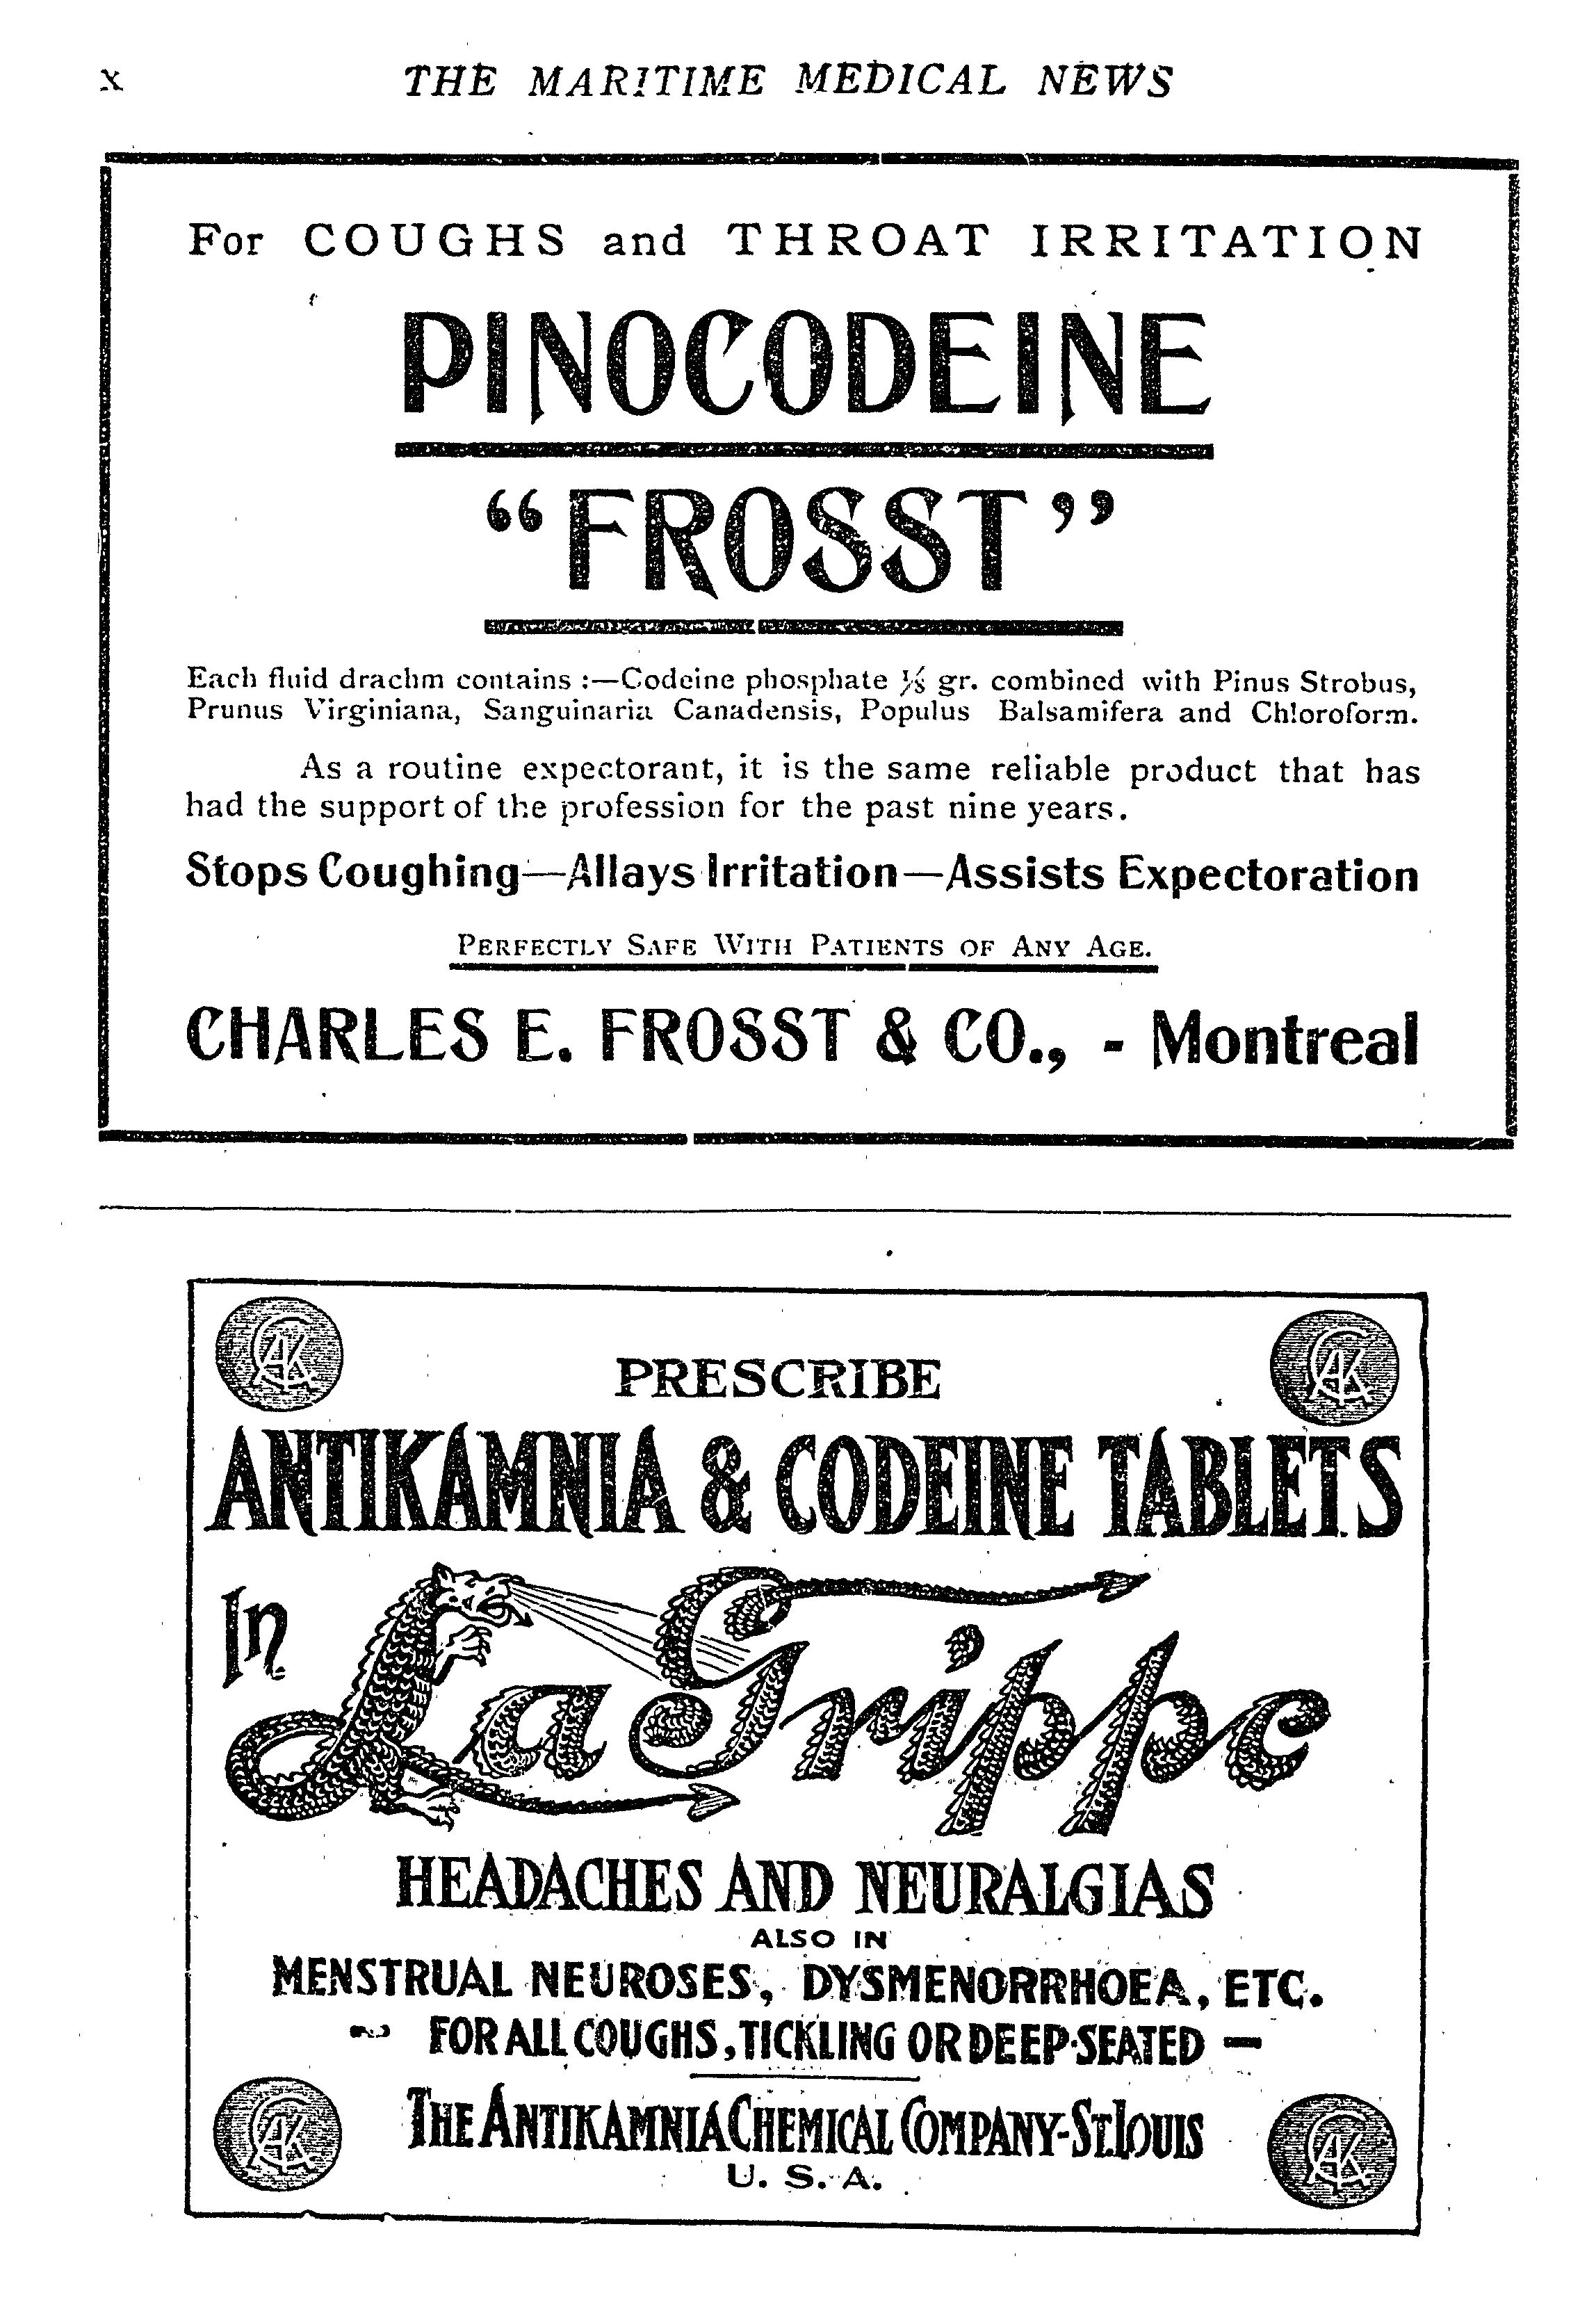 x THE MARITIME MEDICAL NEWS
For COUGHS and THROAT IRRITATION
PINOCODEINE
“FROSST”
Each fluid drachm contains :—Codeine phosphate ⅛ gr. combined with Pinus Strobus,
Prunus Virginiana, Sanguinaria Canadensis, Populus Balsamifera and Chloroform.
As a routine expectorant, it is the same reliable product that has
had the support of the profession for the past nine years.
Stops Coughing—Allays Irritation—Assists Expectoration
PERFECTLY SAFE WITH PATIENTS OF ANY AGE.
CHARLES E. FROSST & CO., - Montreal
AK
AK
PRESCRIBE
ANTIKAMNIA & CODEINE TABLETS
In La Grippe
HEADACHES AND NEURALGIAS
ALSO IN
MENSTRUAL NEUROSES, DYSMENORRHOEA, ETC.
FOR ALL COUGHS, TICKLING OR DEEP-SEATED
THE ANTIKAMNIA CHEMICAL COMPANY-ST. LOUIS
U. S. A.
AK
AK